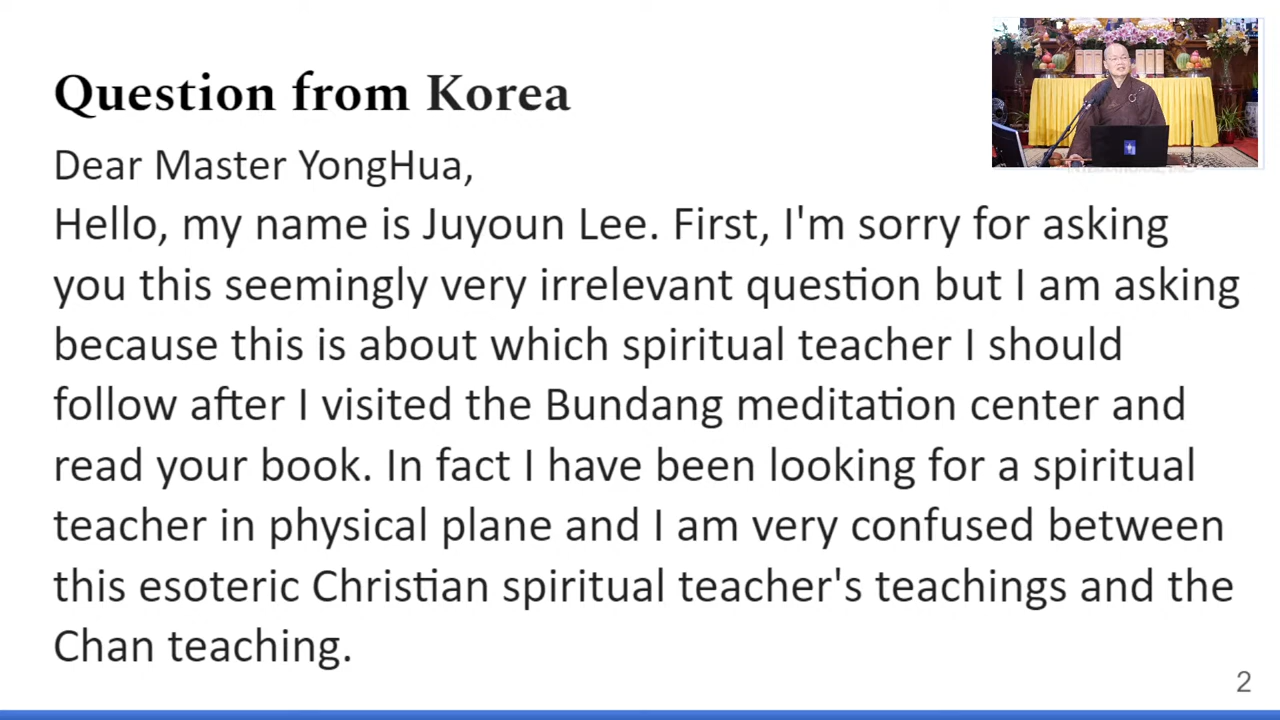 Question from Korea
Dear Master YongHua,
Hello, my name is Juyoun Lee. First, I'm sorry for asking
you this seemingly very irrelevant question but I am asking
because this is about which spiritual teacher I should
follow after I visited the Bundang meditation center and
read your book. In fact I have been looking for a spiritual
teacher in physical plane and I am very confused between
this esoteric Christian spiritual teacher's teachings and the
Chan teaching.
2